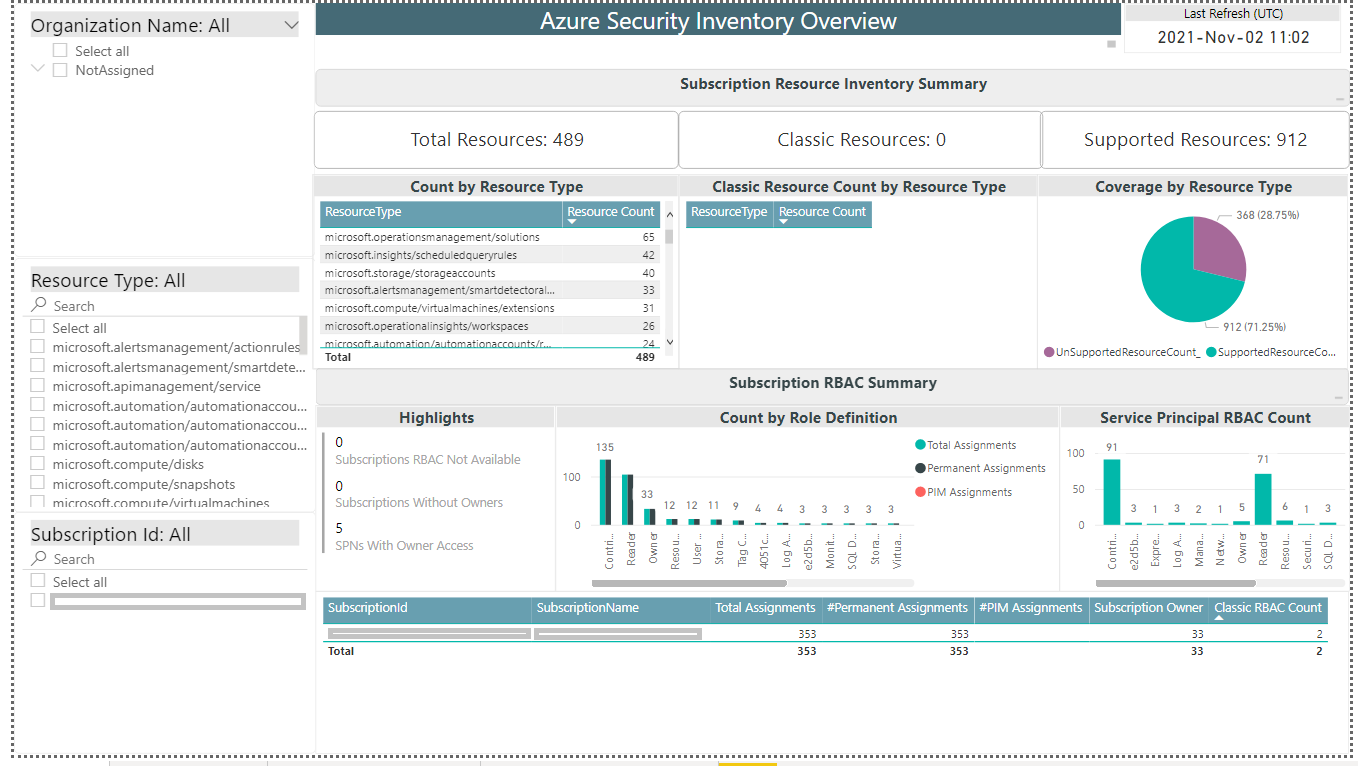 Organization Name: All
Select all
NotAssigned
Azure Security Inventory Overview
Last Refresh (UTC)
2021-Nov-02 11:02
Subscription Resource Inventory Summary
Total Resources: 489
Classic Resources: 0
Supported Resources: 912
Count by Resource Type
ResourceType Resource Count
microsoft.operationsmanagement/solutions 65
microsoft.insights/scheduledqueryrules 42
microsoft.storage/storageaccounts 40
microsoft.alertsmanagement/smartdetectoral... 33
microsoft.compute/virtualmachines/extensions 31
microsoft.operationalinsights/workspaces 26
microsoft.automation/automationaccounts/r... 24
Total 489
Classic Resource Count by Resource Type
ResourceType Resource Count
Coverage by Resource Type
368 (28.75%)
912 (71.25%)
UnSupportedResourceCount_ SupportedResourceCo...
Resource Type: All
Search
Select all
microsoft.alertsmanagement/actionrules
microsoft.alertsmanagement/smartdete...
microsoft.apimanagement/service
microsoft.automation/automationaccou...
microsoft.automation/automationaccou...
microsoft.automation/automationaccou...
microsoft.compute/disks
microsoft.compute/snapshots
microsoft.compute/virtualmachines
Subscription Id: All
Search
Select all
Subscription RBAC Summary
Highlights
0
Subscriptions RBAC Not Available
0
Subscriptions Without Owners
5
SPNs With Owner Access
Count by Role Definition
Total Assignments
Permanent Assignments
PIM Assignments
100
0
135 33 12 12 11 9 4 4 3 3 3 3 3
Contri...
Reader
Owner
Resou...
User ...
Stora...
Tag C...
4051c...
Log A...
e2d5b...
Monit...
SQL D...
Stora...
Virtua...
Service Principal RBAC Count
100
50
0
91 3 1 3 2 1 5 71 6 1 3
Contri...
e2d5b...
Expre...
Log A...
Mana...
Netw...
Owner
Reader
Resou...
Securi...
SQL D...
SubscriptionId SubscriptionName Total Assignments #Permanent Assignments #PIM Assignments Subscription Owner Classic RBAC Count
353 353 33 2
Total 353 353 33 2